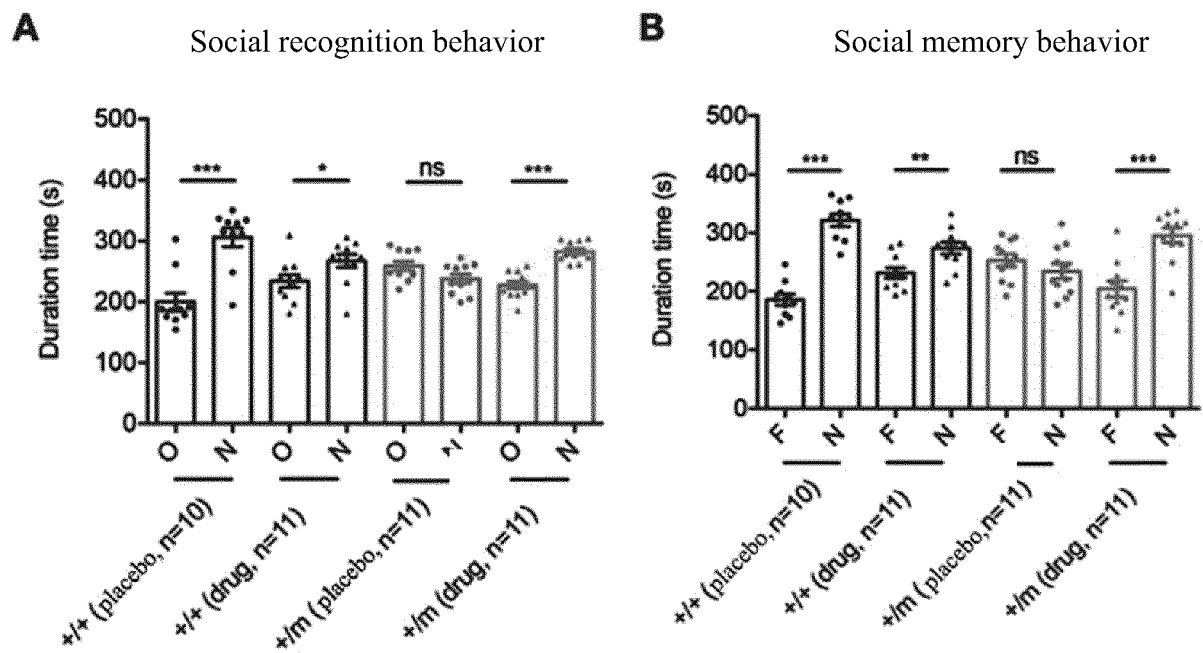 A
Social recognition behavior
Duration time (s)
500
400
300
200
100
0
***
*
ns
***
O
N
O
N
O
O
N
+/+ (placebo, n=10)
+/+ (drug, n=11)
+/m (placebo, n=11)
+/m (drug, n=11)
B
Social memory behavior
Duration time (s)
500
400
300
200
100
0
***
**
ns
***
F
N
F
N
F
N
F
N
+/+ (placebo, n=10)
+/+ (drug, n=11)
+/m (placebo, n=11)
+/m (drug, n=11)